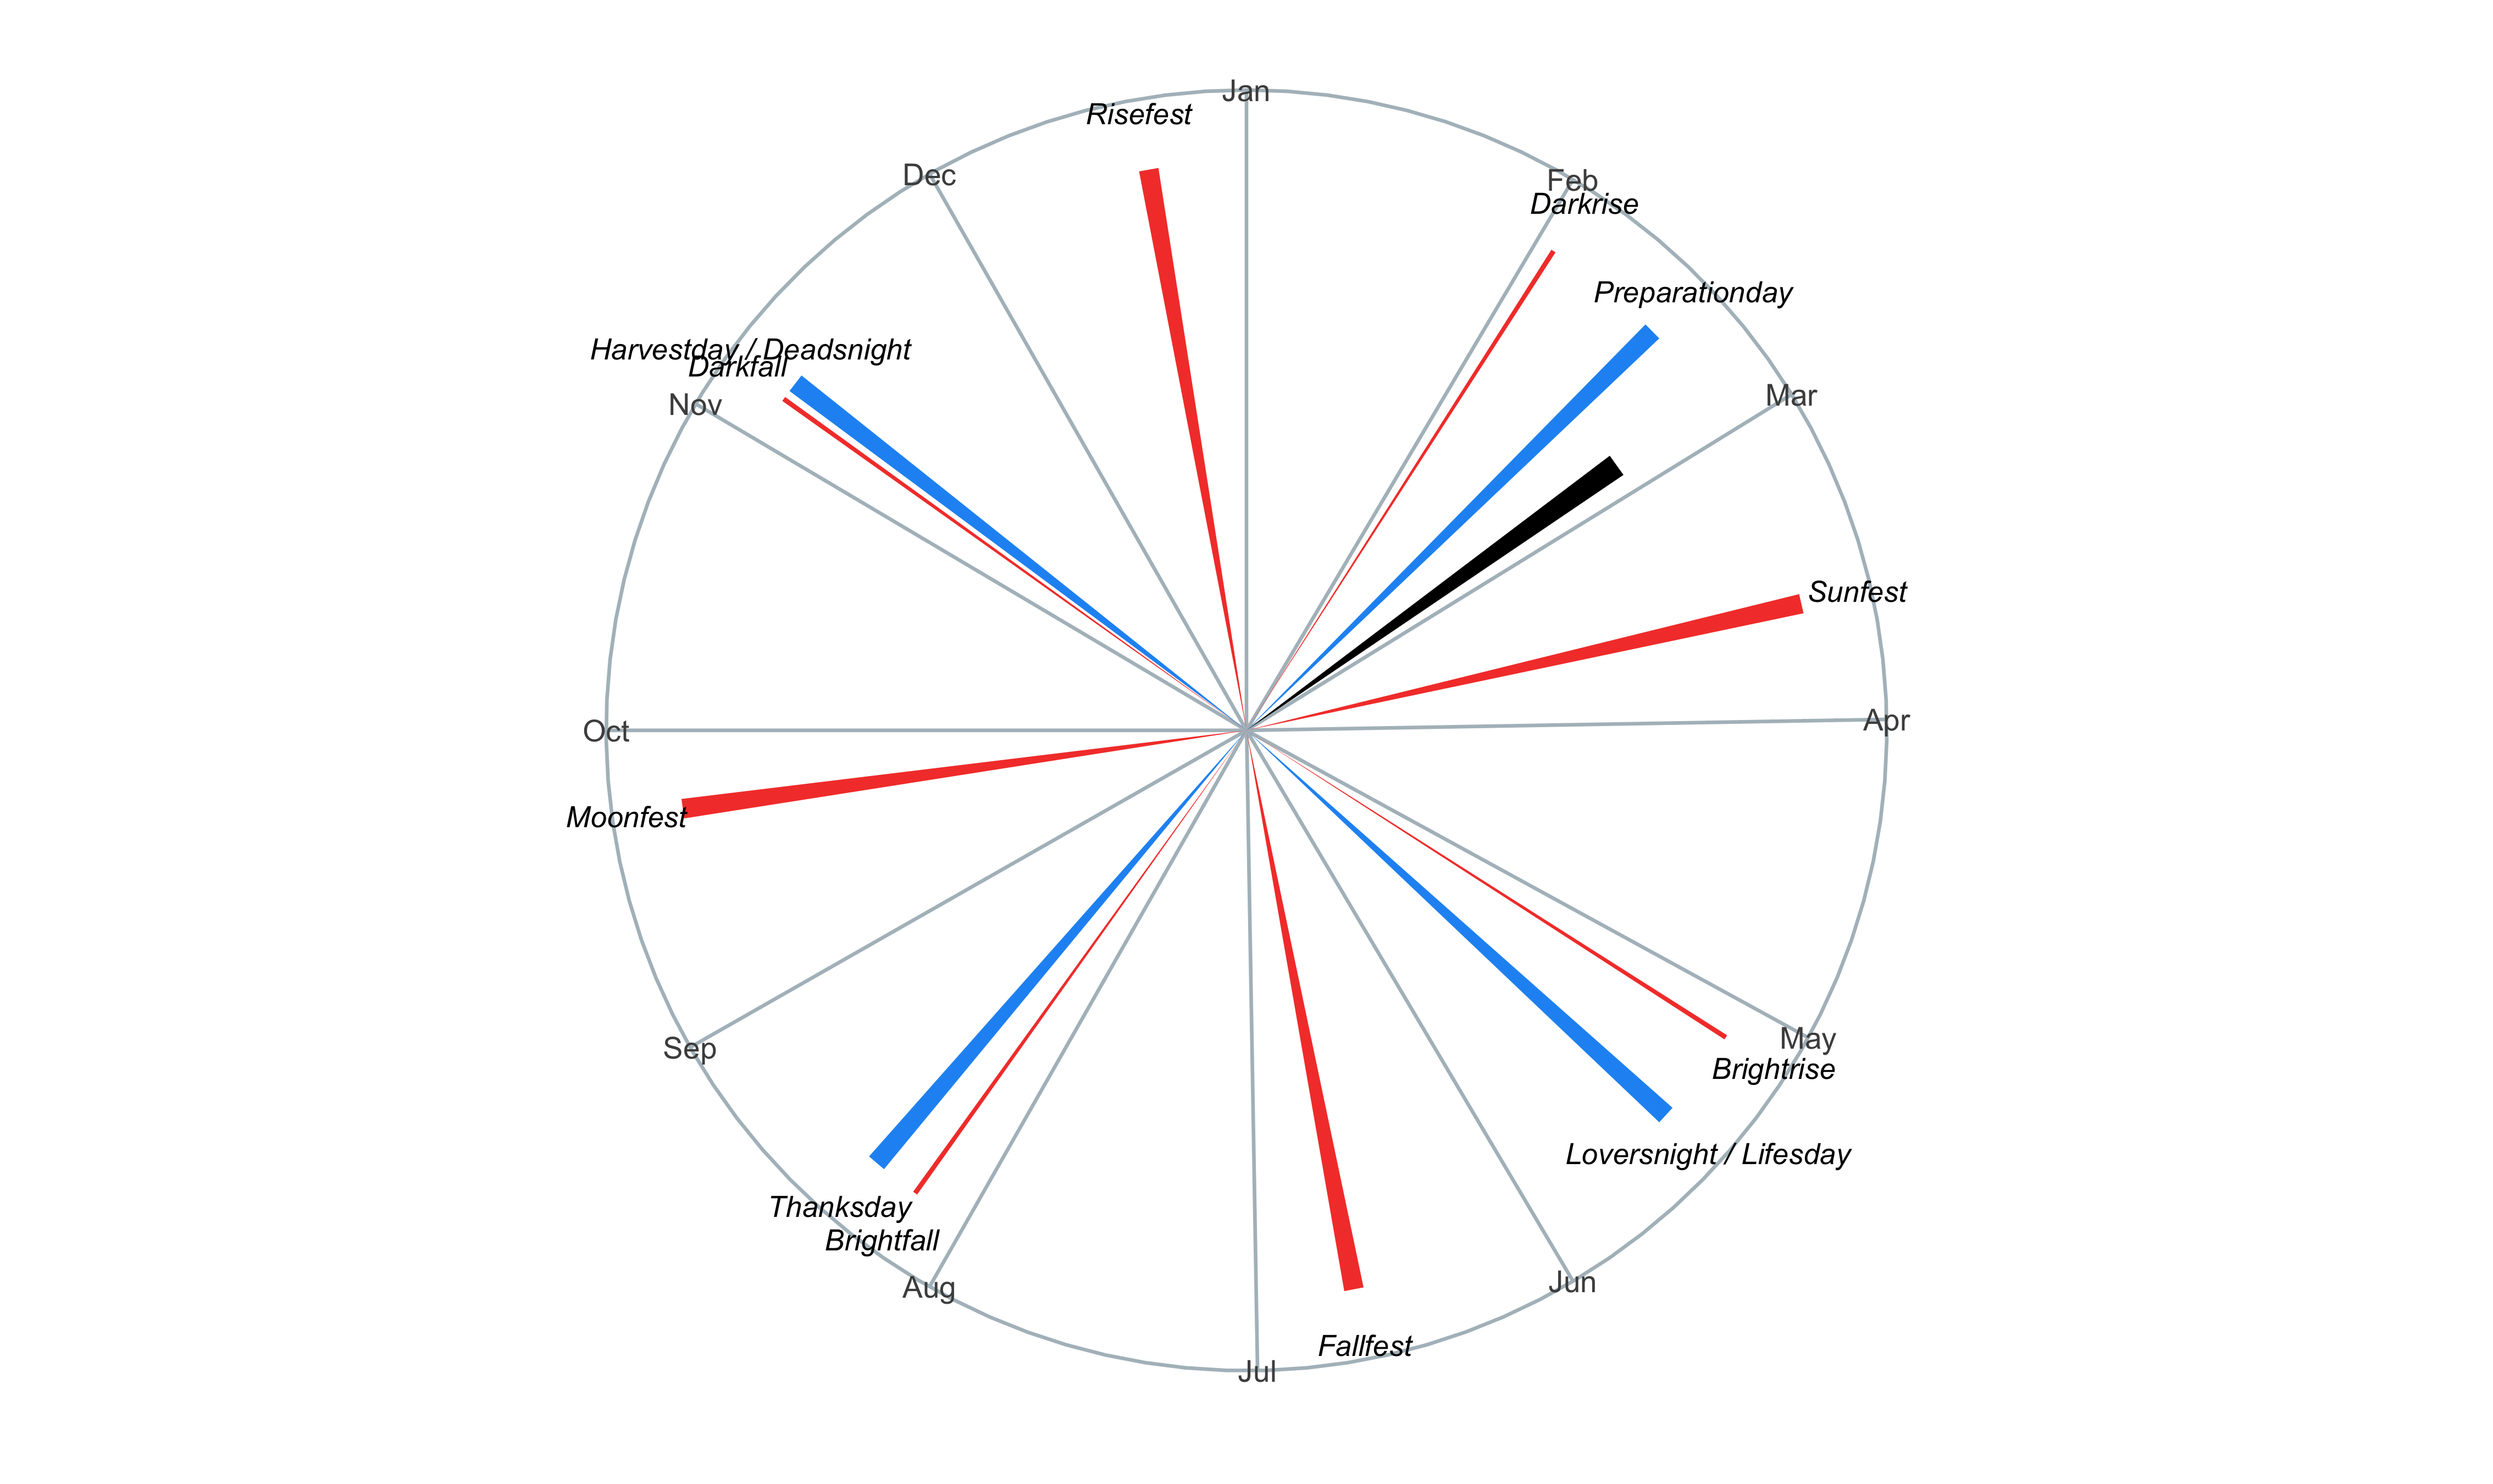 Jan
Risefest
Dec
Feb
Darkrise
Preparationday
Harvestday / Deadsnight
Darkfall
Nov
Mar
Sunfest
Oct
Apr
Moonfest
Sep
May
Brightrise
Loversnight / Lifesday
Thanksday
Brightfall
Aug
Jun
Fallfest
Jul